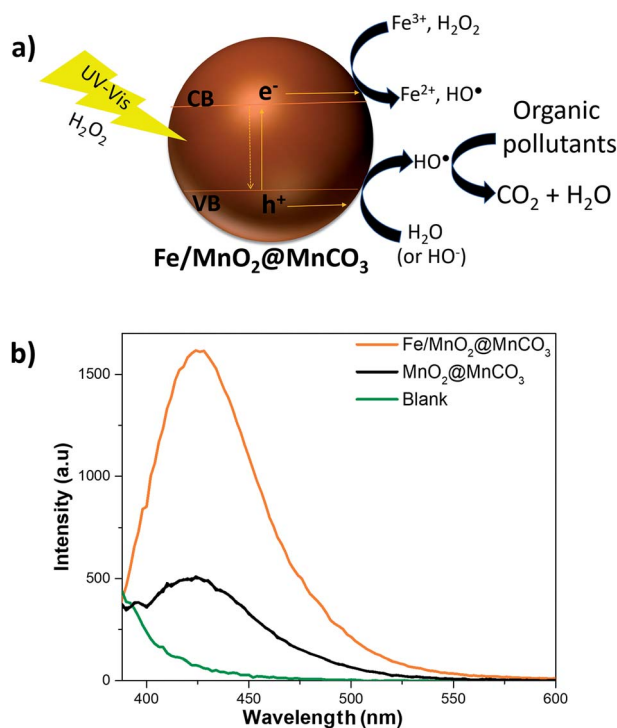 a)
UV-Vis
H₂O₂
CB
e⁻
VB
h⁺
Fe/MnO₂@MnCO₃
Fe³⁺, H₂O₂
Fe²⁺, HO•
HO•
H₂O
(or HO⁻)
Organic
pollutants
CO₂ + H₂O
b)
Fe/MnO₂@MnCO₃
MnO₂@MnCO₃
Blank
Intensity (a.u)
1500
1000
500
0
400
450
500
550
600
Wavelength (nm)